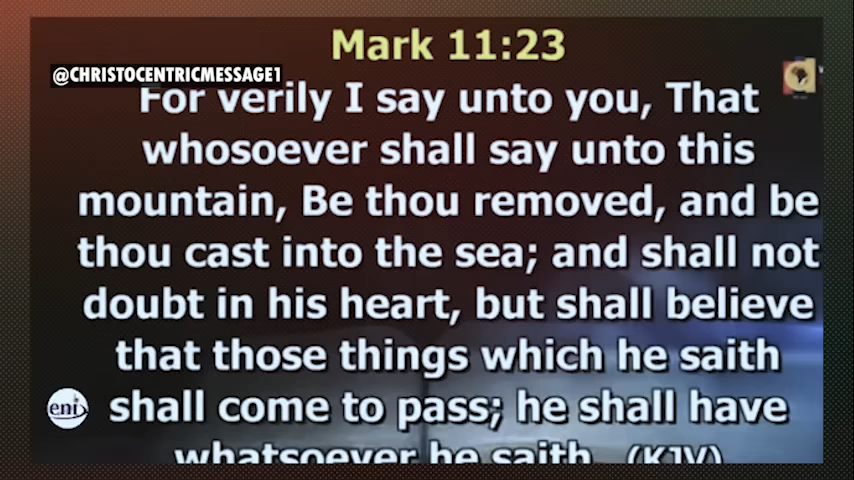 Mark 11:23
@CHRISTOCENTRICMESSAGE1
For verily I say unto you, That
whosoever shall say unto this
mountain, Be thou removed, and be
thou cast into the sea; and shall not
doubt in his heart, but shall believe
that those things which he saith
eni
shall come to pass; he shall have
whatsoever he saith. (KJV)